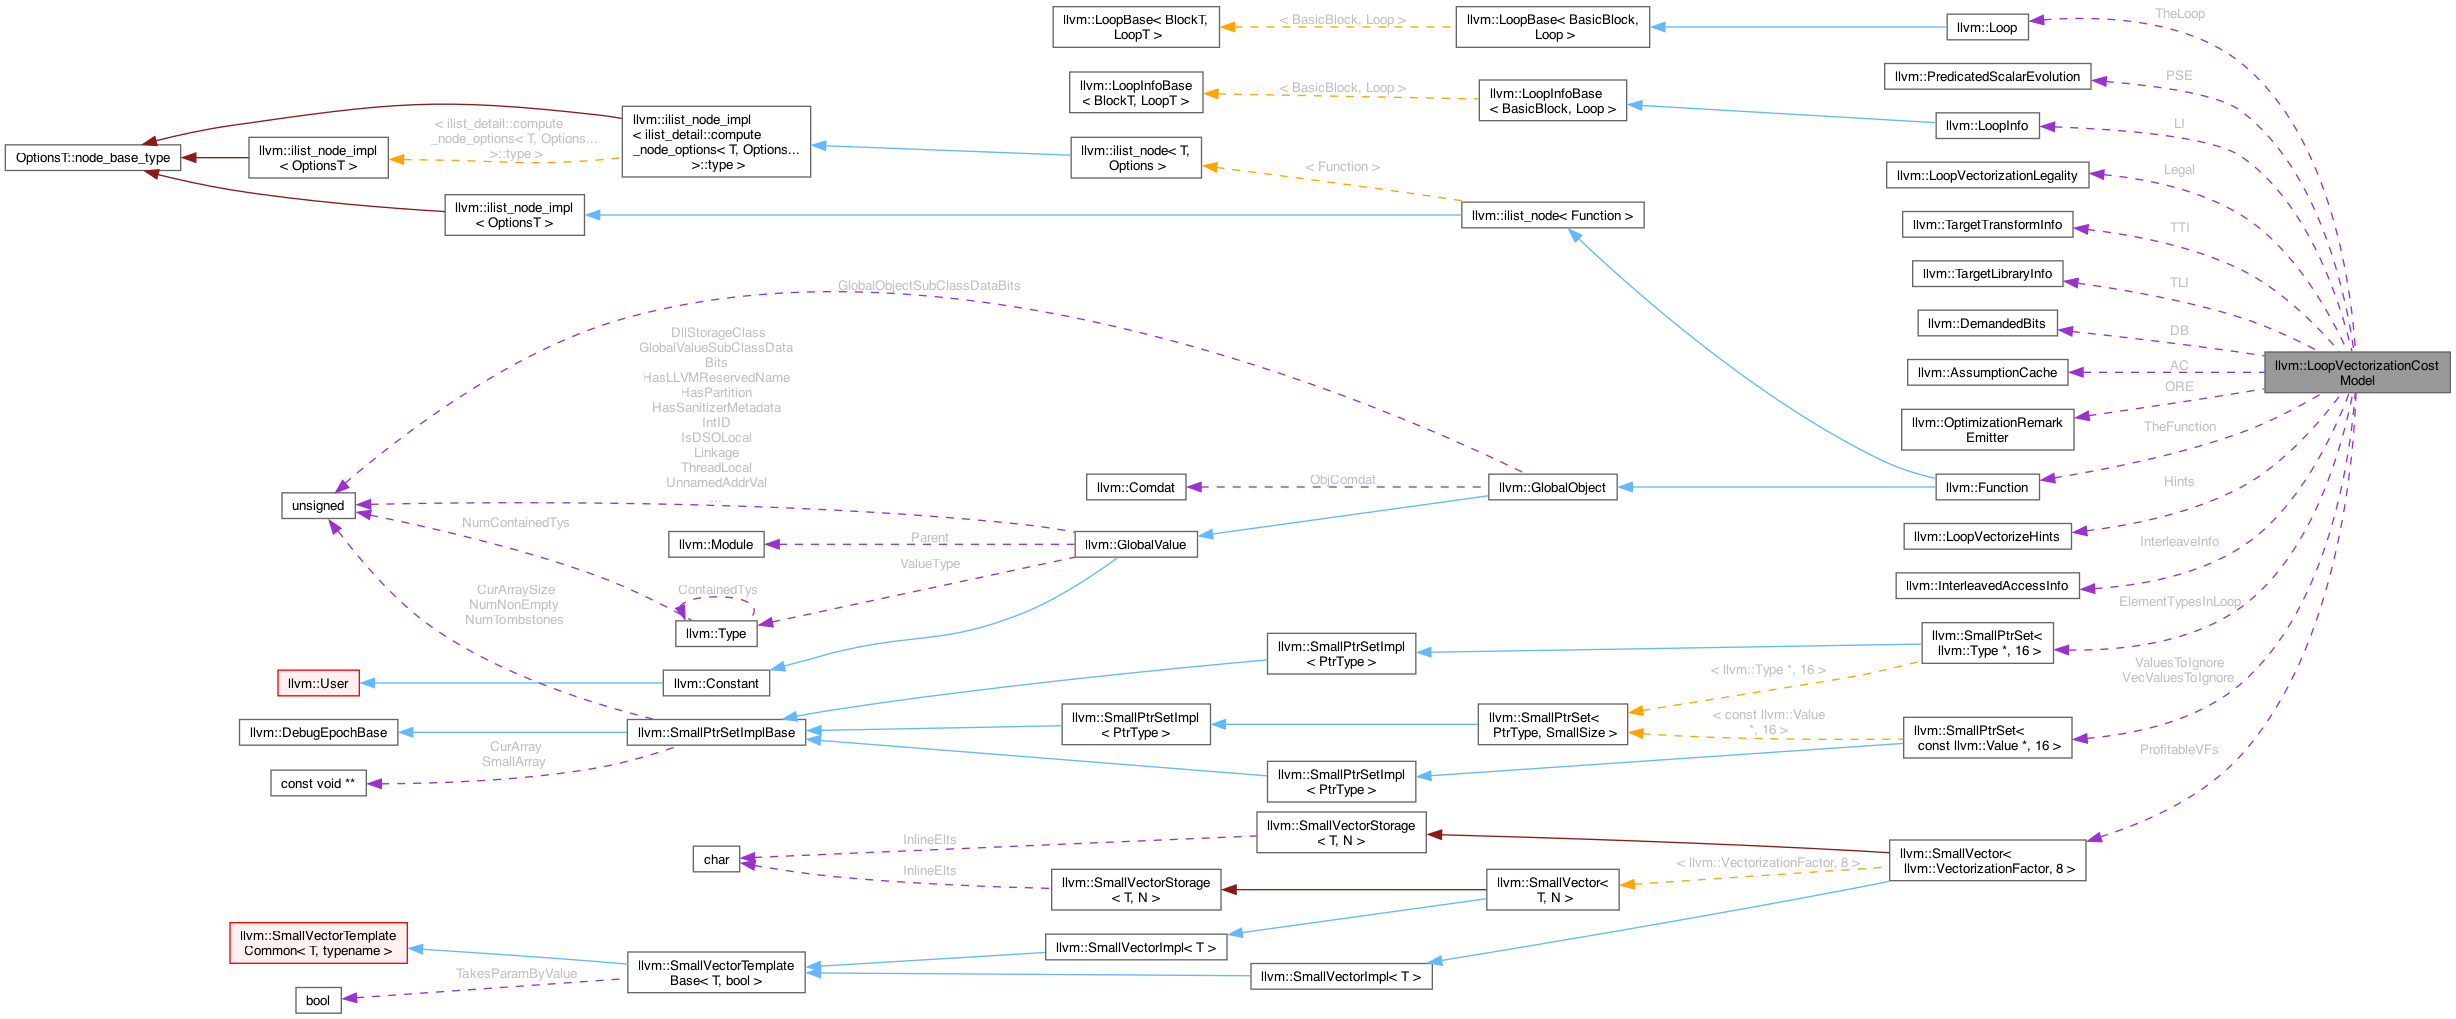 llvm::LoopBase< BlockT,
LoopT >
< BasicBlock, Loop >
llvm::LoopBase< BasicBlock,
Loop >
llvm::Loop
TheLoop
llvm::PredicatedScalarEvolution
PSE
llvm::LoopInfoBase
< BlockT, LoopT >
< BasicBlock, Loop >
llvm::LoopInfoBase
< BasicBlock, Loop >
llvm::LoopInfo
LI
OptionsT::node_base_type
llvm::ilist_node_impl
< OptionsT >
< ilist_detail::compute
_node_options< T, Options...
>::type >
llvm::ilist_node_impl
< ilist_detail::compute
_node_options< T, Options...
>::type >
llvm::ilist_node< T,
Options >
< Function >
llvm::LoopVectorizationLegality
Legal
llvm::ilist_node_impl
< OptionsT >
llvm::ilist_node< Function >
llvm::TargetTransformInfo
TTI
llvm::TargetLibraryInfo
TLI
GlobalObjectSubClassDataBits
llvm::DemandedBits
DB
DllStorageClass
GlobalValueSubClassData
Bits
HasLLVMReservedName
HasPartition
HasSanitizerMetadata
IntID
IsDSOLocal
Linkage
ThreadLocal
UnnamedAddrVal
...
llvm::AssumptionCache
AC
llvm::LoopVectorizationCost
Model
ORE
llvm::OptimizationRemark
Emitter
TheFunction
unsigned
llvm::Comdat
ObjComdat
llvm::GlobalObject
llvm::Function
Hints
NumContainedTys
llvm::Module
Parent
llvm::GlobalValue
llvm::LoopVectorizeHints
InterleaveInfo
ValueType
ContainedTys
llvm::Type
CurArraySize
NumNonEmpty
NumTombstones
llvm::InterleavedAccessInfo
ElementTypesInLoop
llvm::SmallPtrSetImpl
< PtrType >
llvm::SmallPtrSet<
llvm::Type *, 16 >
llvm::User
llvm::Constant
< llvm::Type *, 16 >
ValuesToIgnore
VecValuesToIgnore
llvm::DebugEpochBase
llvm::SmallPtrSetImplBase
llvm::SmallPtrSetImpl
< PtrType >
llvm::SmallPtrSet<
PtrType, SmallSize >
< const llvm::Value
*, 16 >
llvm::SmallPtrSet<
const llvm::Value *, 16 >
CurArray
SmallArray
const void **
llvm::SmallPtrSetImpl
< PtrType >
ProfitableVFs
char
InlineElts
llvm::SmallVectorStorage
< T, N >
InlineElts
llvm::SmallVectorStorage
< T, N >
llvm::SmallVector<
T, N >
< llvm::VectorizationFactor, 8 >
llvm::SmallVector<
llvm::VectorizationFactor, 8 >
llvm::SmallVectorTemplate
Common< T, typename >
llvm::SmallVectorTemplate
Base< T, bool >
llvm::SmallVectorImpl< T >
llvm::SmallVectorImpl< T >
TakesParamByValue
bool